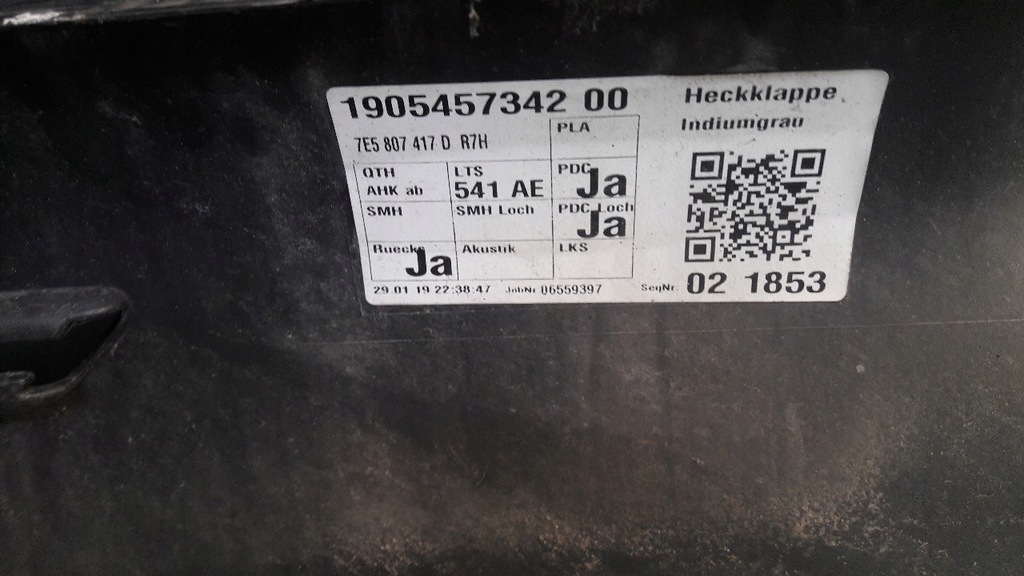 1905457342 00
Heckklappe
Indiumgrau
7E5 807 417 D R7H
PLA
QTH
AHK ab
LTS
541 AE
PDC
Ja
SMH
SMH Loch
PDC Loch
Ja
Ruecks
Ja
Akustik
LKS
29 01 19 22:38:47 JobNr 06559397
SeqNr. 02 1853